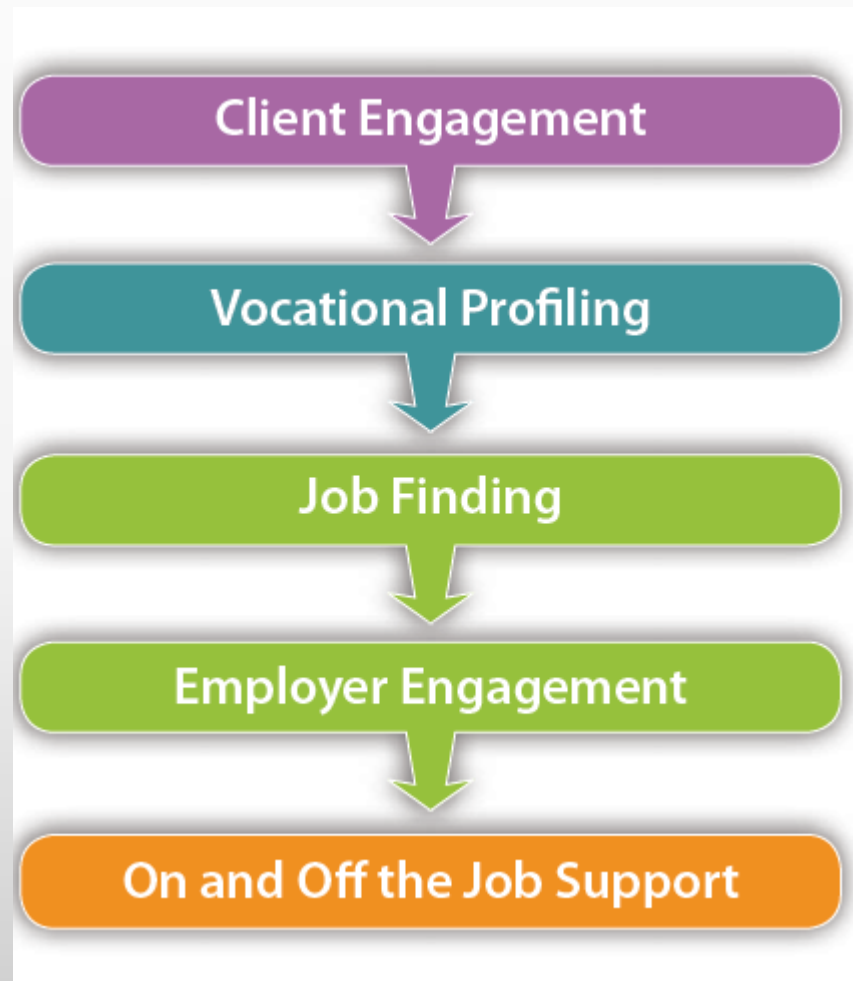 Client Engagement
Vocational Profiling
Job Finding
Employer Engagement
On and Off the Job Support